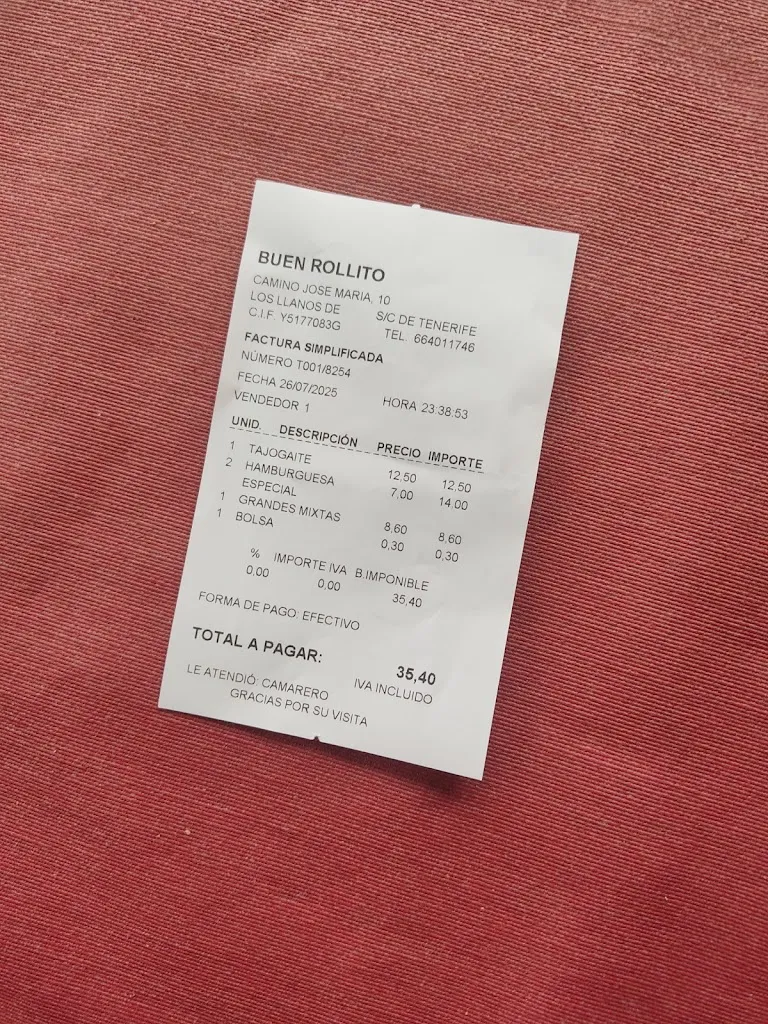 BUEN ROLLITO
CAMINO JOSE MARIA, 10
LOS LLANOS DE S/C DE TENERIFE
C.I.F. Y5177083G TEL. 664011746
FACTURA SIMPLIFICADA
NÚMERO T001/8254
FECHA 26/07/2025 HORA 23:38:53
VENDEDOR 1
UNID. DESCRIPCIÓN PRECIO IMPORTE
1 TAJOGAITE 12,50 12,50
2 HAMBURGUESA 7,00 14,00
ESPECIAL
1 GRANDES MIXTAS 8,60 8,60
1 BOLSA 0,30 0,30
% IMPORTE IVA B.IMPONIBLE
0,00 0,00 35,40
FORMA DE PAGO: EFECTIVO
TOTAL A PAGAR: 35,40
IVA INCLUIDO
LE ATENDIÓ: CAMARERO
GRACIAS POR SU VISITA